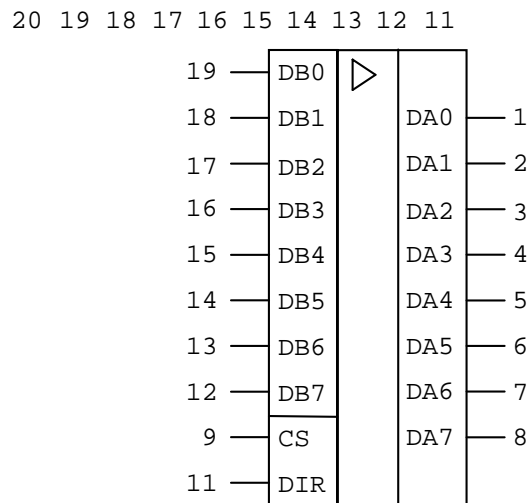 20 19 18 17 16 15 14 13 12 11
19 DB0
18 DB1 DA0 1
17 DB2 DA1 2
16 DB3 DA2 3
15 DB4 DA3 4
14 DB5 DA4 5
13 DB6 DA5 6
12 DB7 DA6 7
9 CS DA7 8
11 DIR